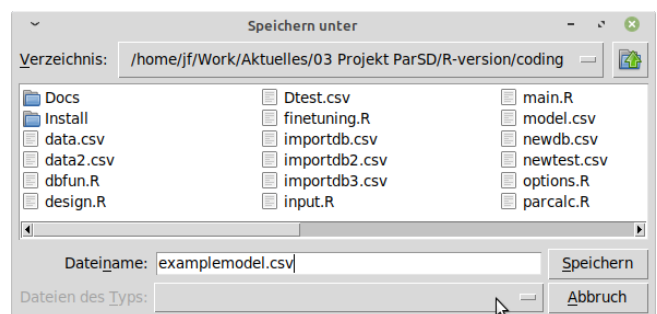 Speichern unter
Verzeichnis: /home/jf/Work/Aktuelles/03 Projekt ParSD/R-version/coding
Docs Dtest.csv main.R
Install finetuning.R model.csv
data.csv importdb.csv newdb.csv
data2.csv importdb2.csv newtest.csv
dbfun.R importdb3.csv options.R
design.R input.R parcalc.R
Dateiname: examplemodel.csv Speichern
Dateien des Typs: Abbruch